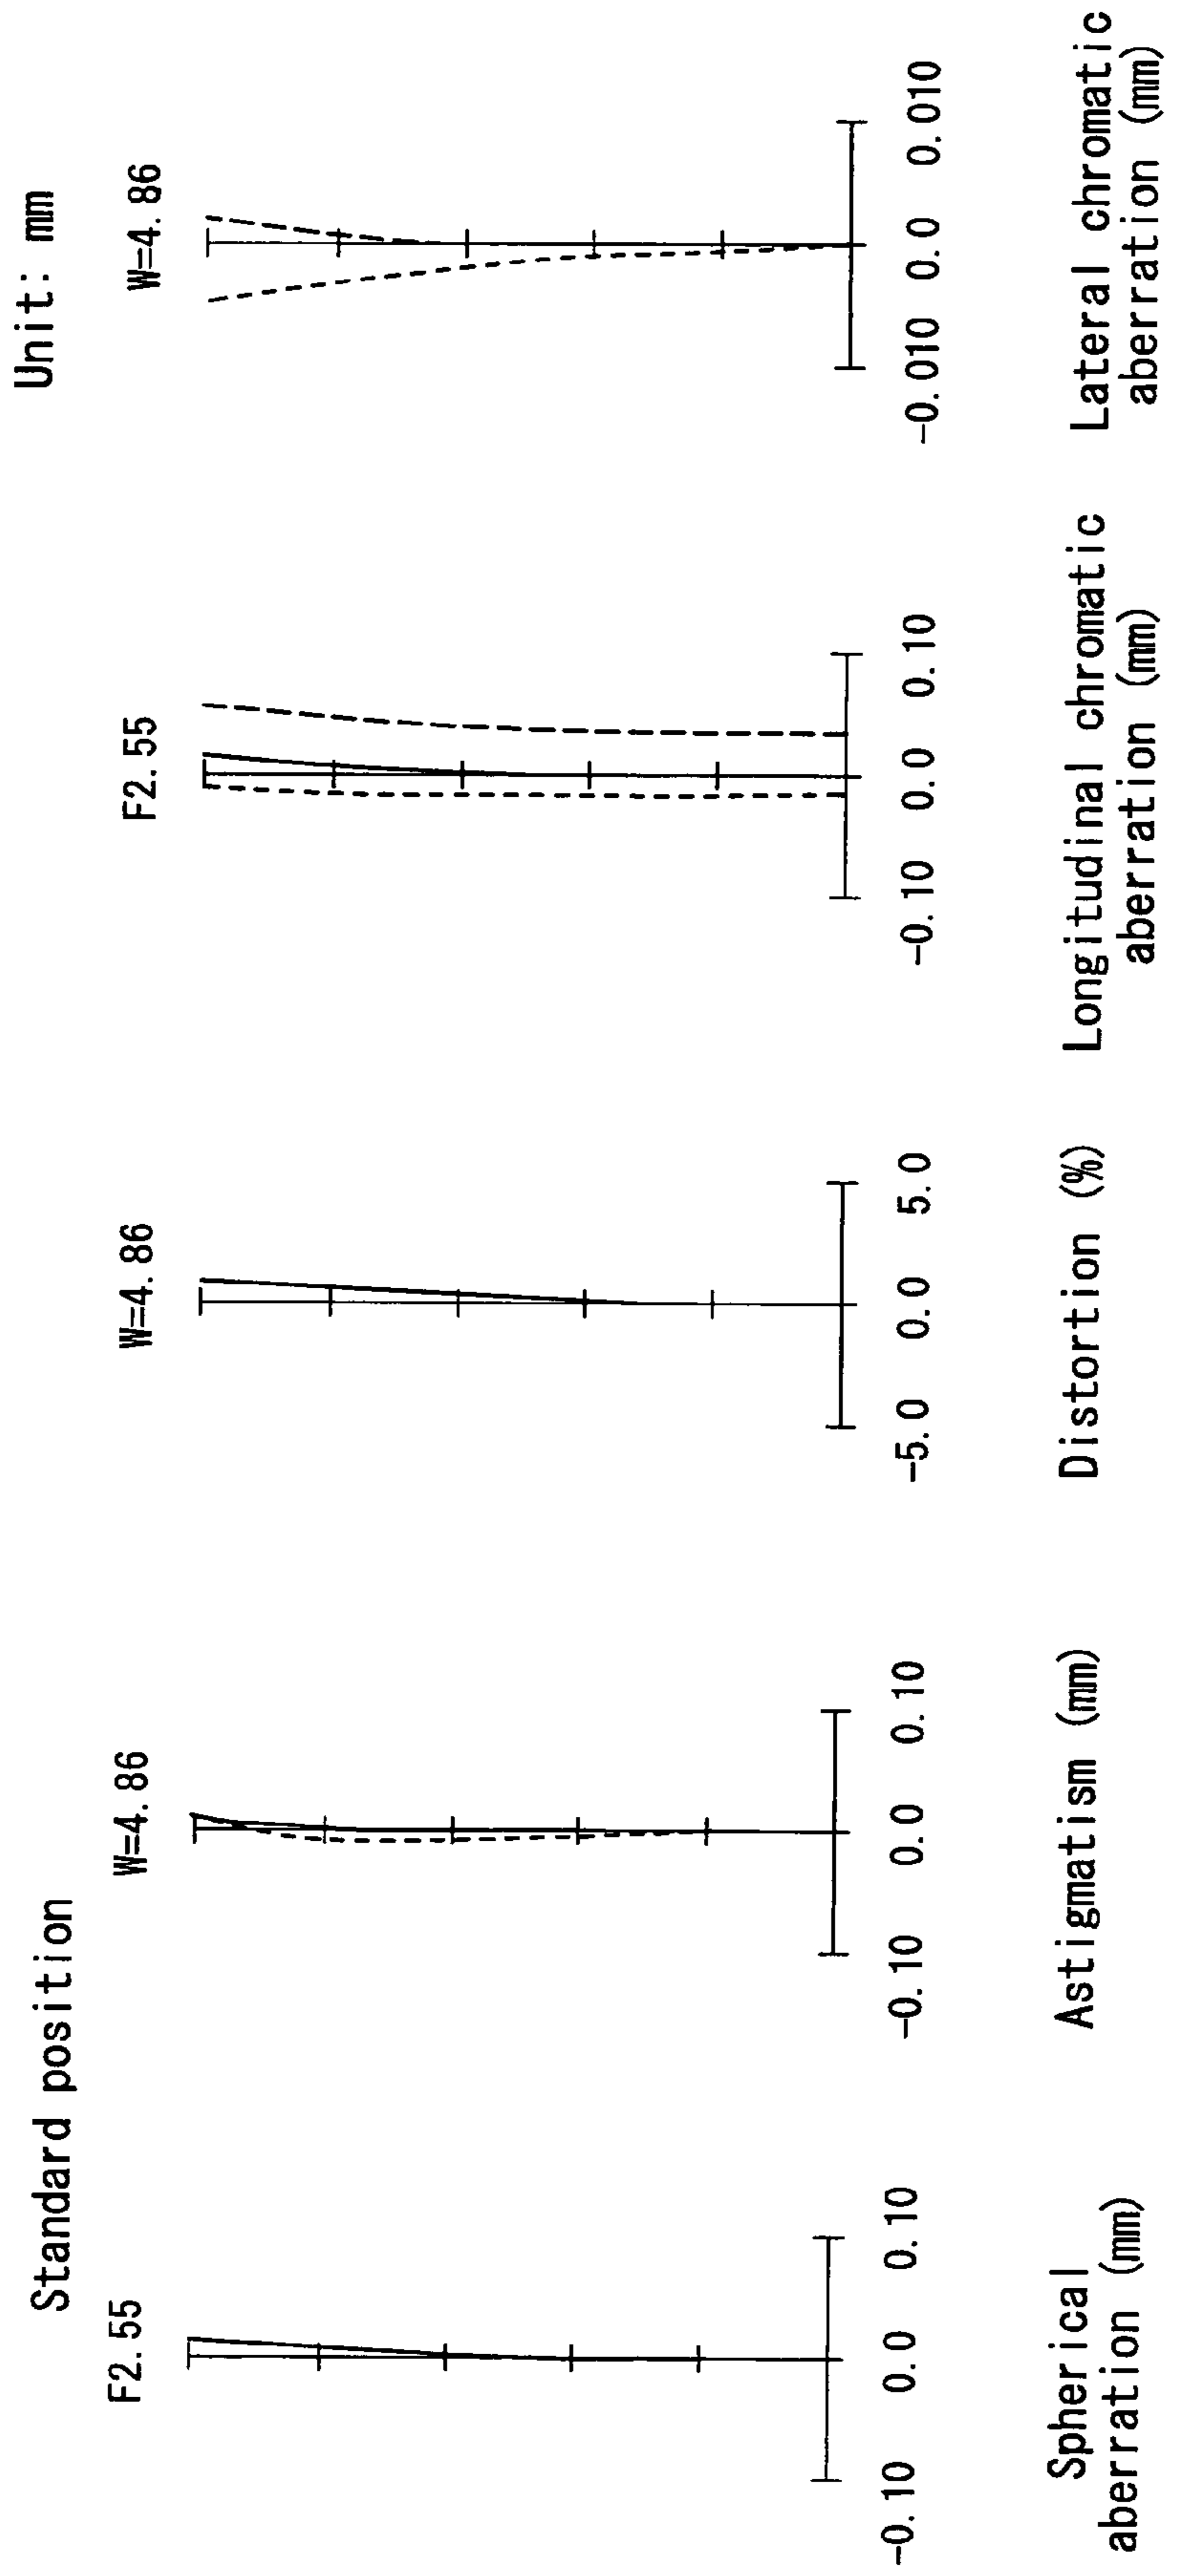 Standard position
Unit: mm
F2.55
W=4.86
W=4.86
F2.55
W=4.86
-0.10 0.0 0.10
-0.10 0.0 0.10
-5.0 0.0 5.0
-0.10 0.0 0.10
-0.010 0.0 0.010
Spherical
aberration (mm)
Astigmatism (mm)
Distortion (%)
Longitudinal chromatic
aberration (mm)
Lateral chromatic
aberration (mm)